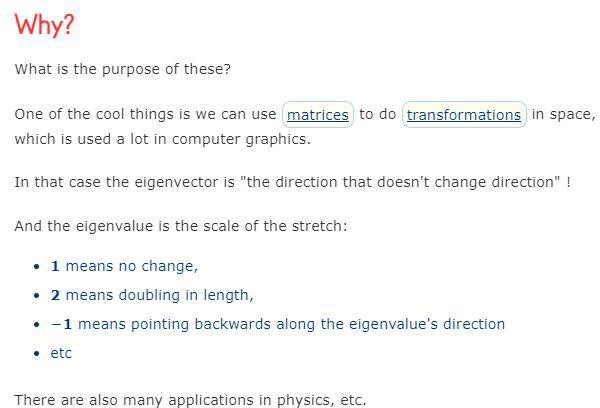 Why?
What is the purpose of these?
One of the cool things is we can use matrices to do transformations in space,
which is used a lot in computer graphics.
In that case the eigenvector is "the direction that doesn't change direction" !
And the eigenvalue is the scale of the stretch:
• 1 means no change,
• 2 means doubling in length,
• −1 means pointing backwards along the eigenvalue's direction
• etc
There are also many applications in physics, etc.